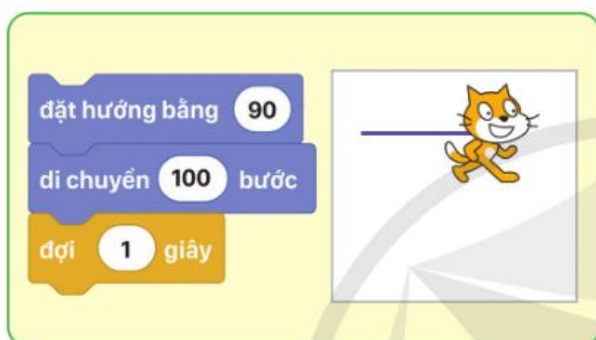 đặt hướng bằng 90
di chuyển 100 bước
đợi 1 giây